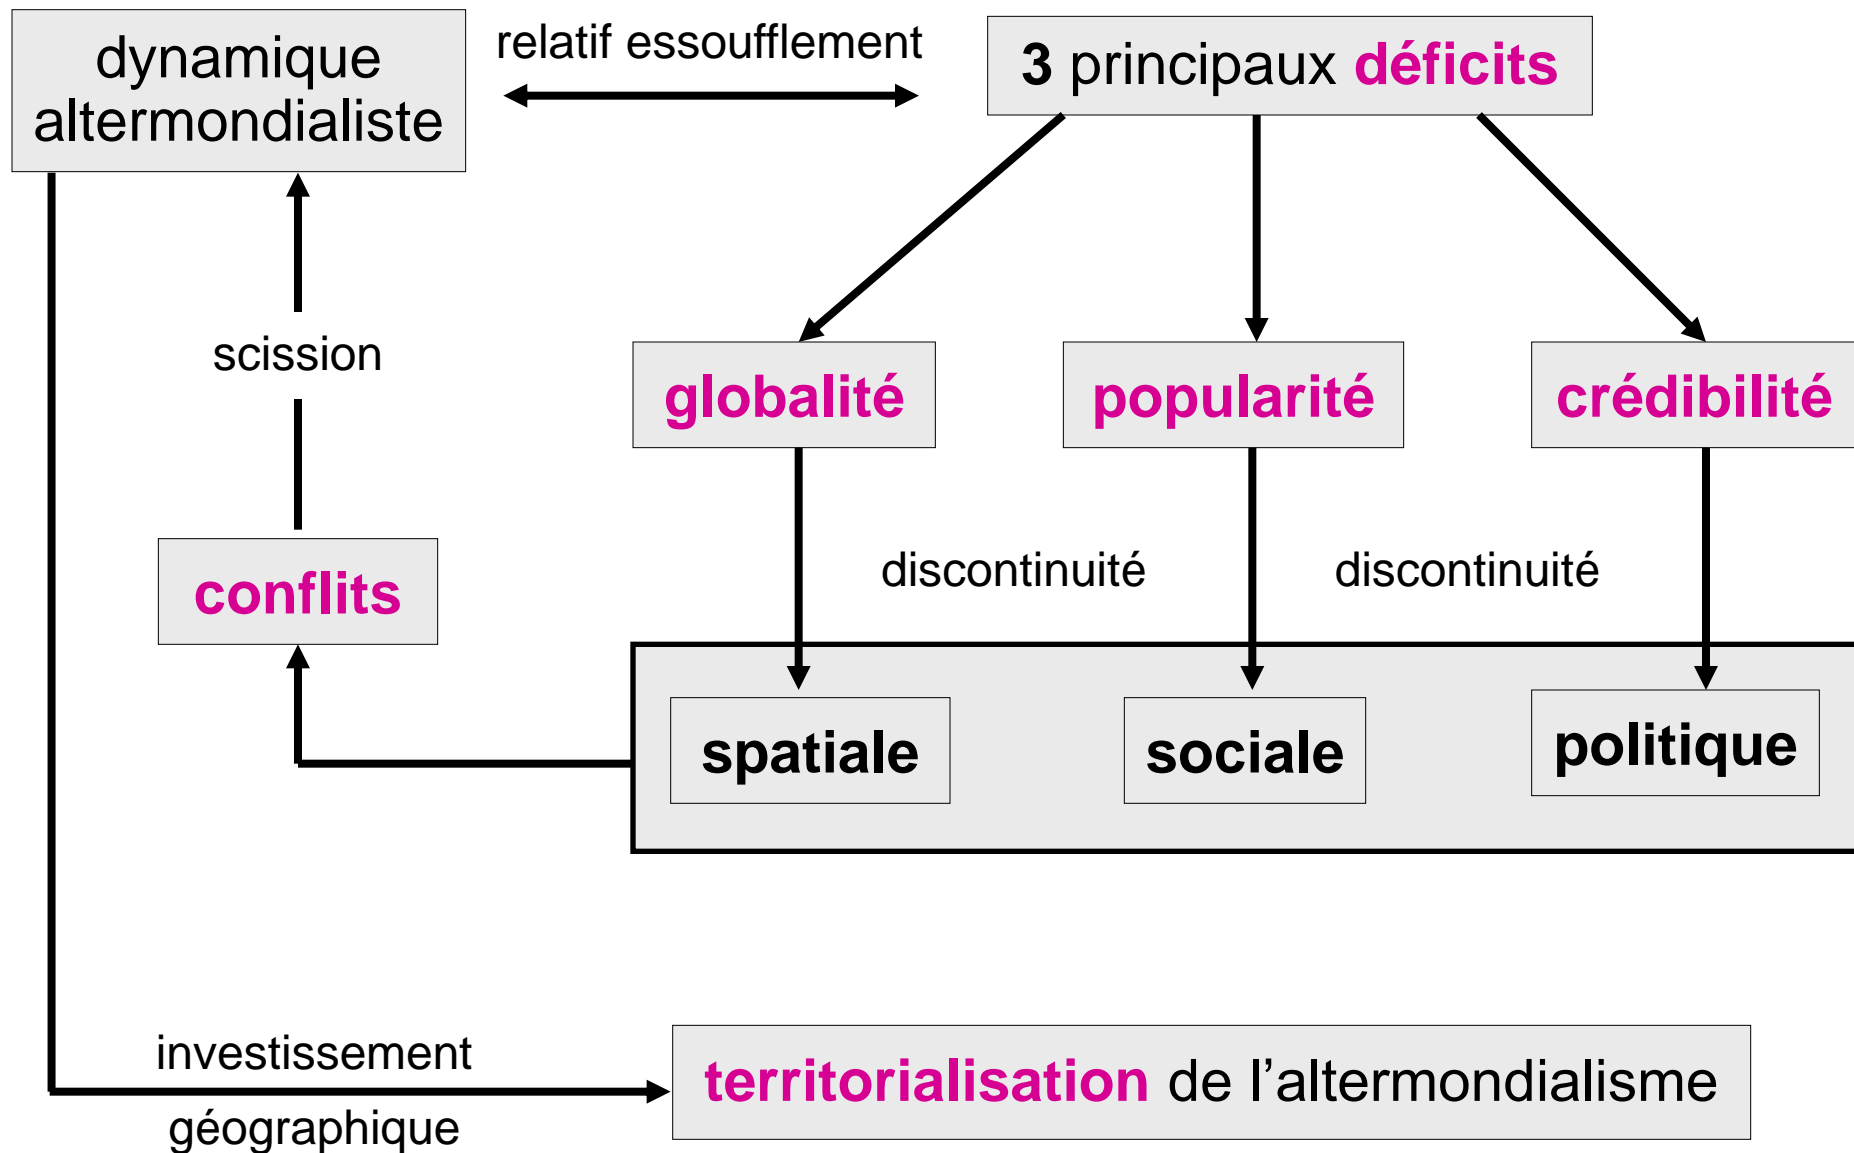 dynamique
altermondialiste
relatif essoufflement
3 principaux déficits
scission
globalité
popularité
crédibilité
conflits
discontinuité
discontinuité
spatiale
sociale
politique
investissement
géographique
territorialisation de l’altermondialisme